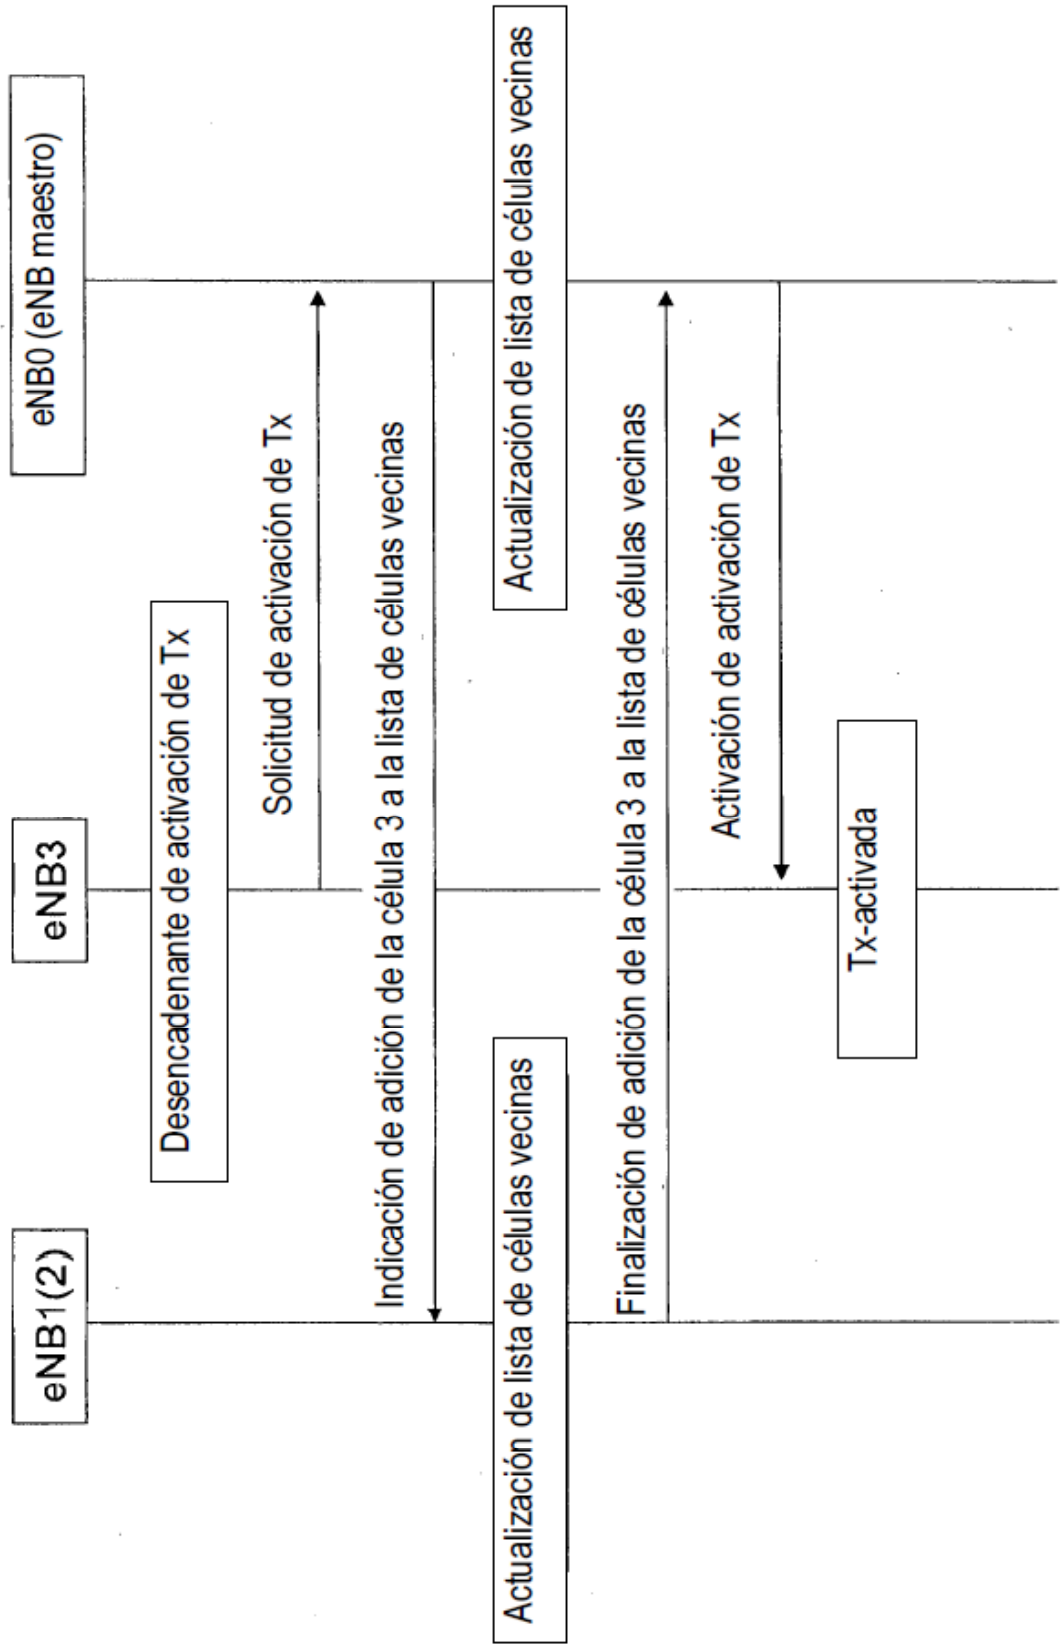 eNB1(2)
eNB3
eNB0 (eNB maestro)
Desencadenante de activación de Tx
Solicitud de activación de Tx
Indicación de adición de la célula 3 a la lista de células vecinas
Actualización de lista de células vecinas
Actualización de lista de células vecinas
Finalización de adición de la célula 3 a la lista de células vecinas
Activación de activación de Tx
Tx-activada